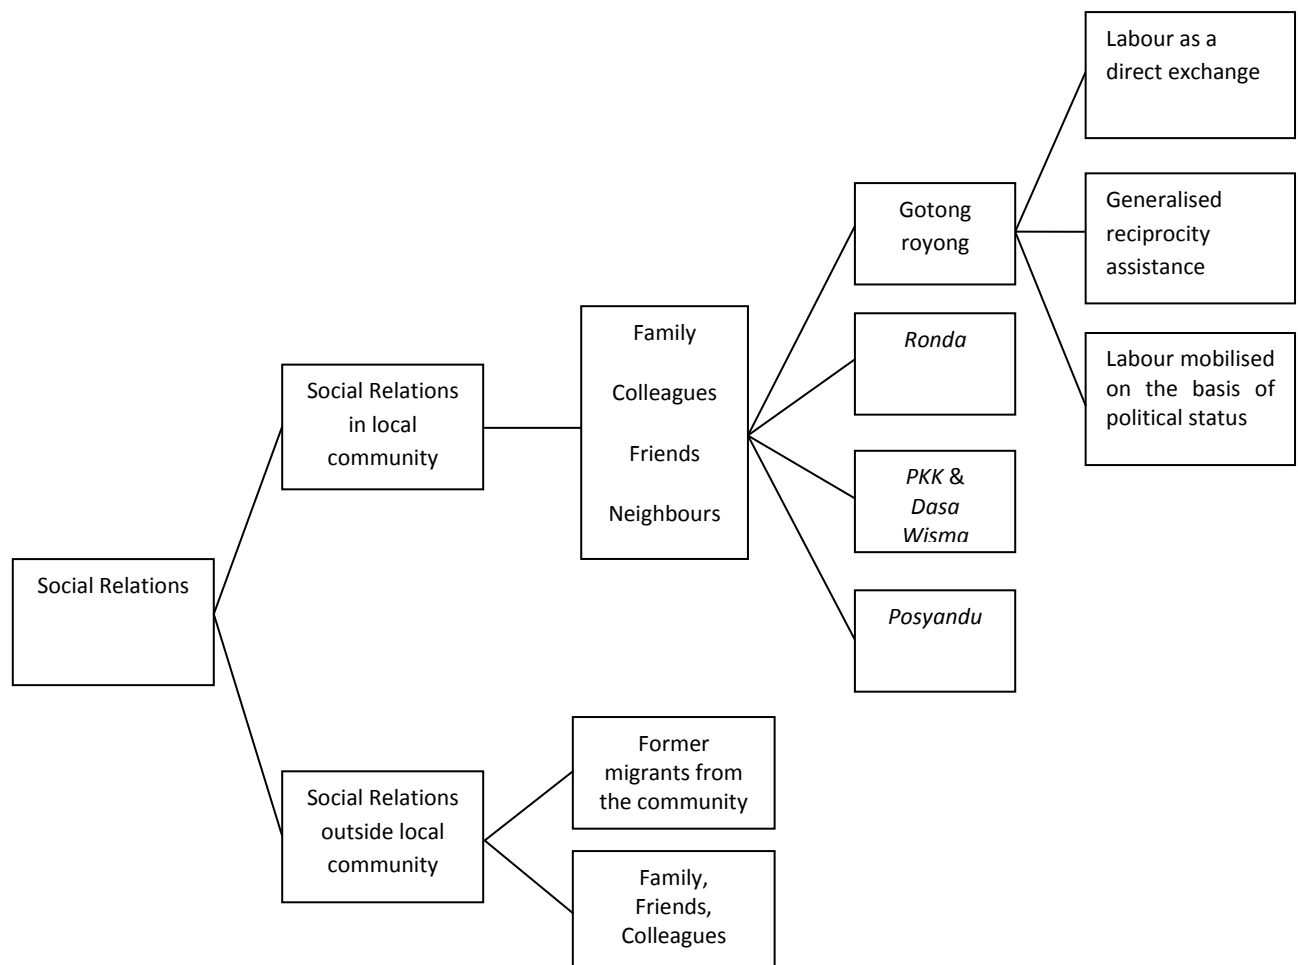 Social Relations
Social Relations
in local
community
Family
Colleagues
Friends
Neighbours
Gotong
royong
Labour as a
direct exchange
Generalised
reciprocity
assistance
Labour mobilised
on the basis of
political status
Ronda
PKK &
Dasa
Wisma
Posyandu
Social Relations
outside local
community
Former
migrants from
the community
Family,
Friends,
Colleagues